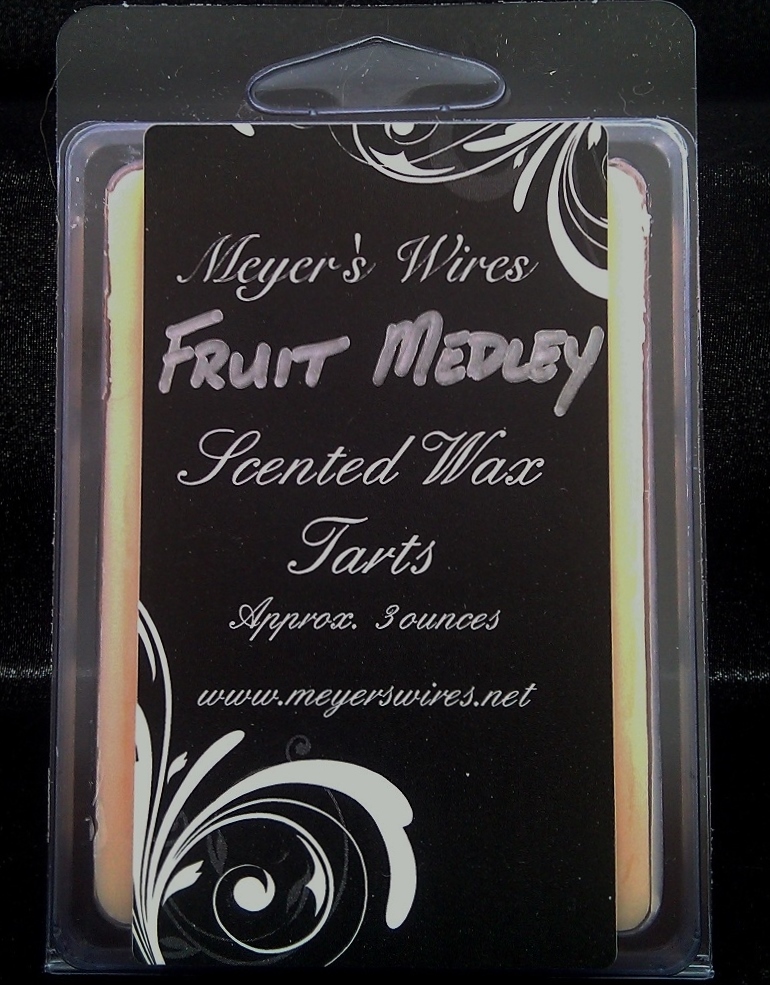 Meyer's Wires
FRUIT MEDLEY
Scented Wax
Tarts
Approx. 3 ounces
www.meyerswires.net